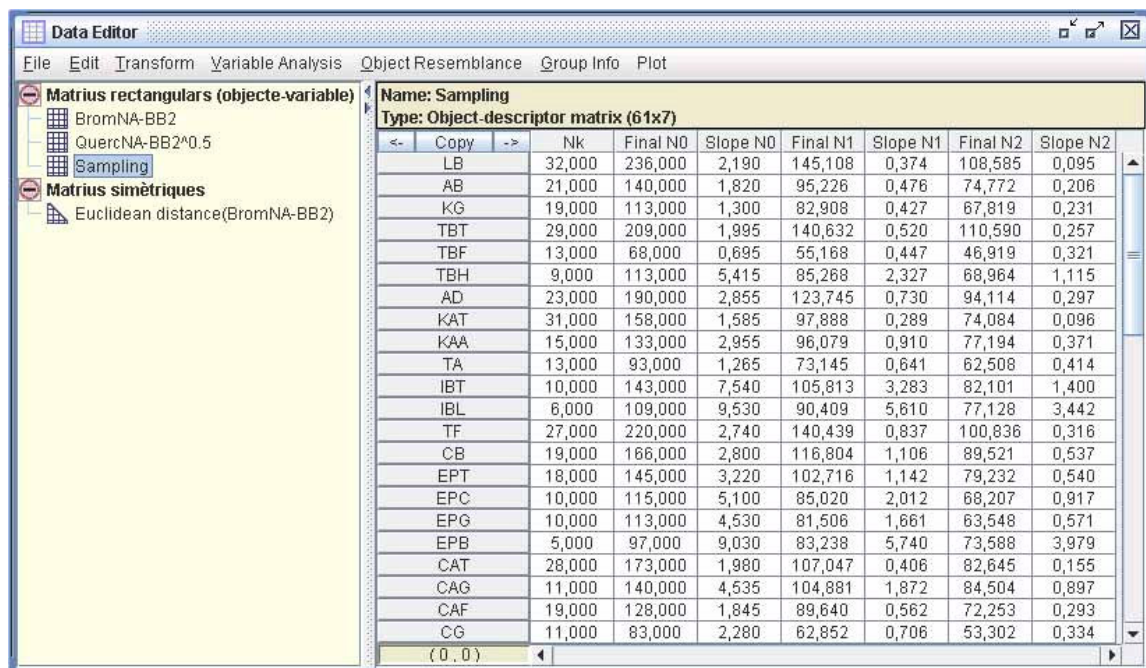 Data Editor
File Edit Transform Variable Analysis Object Resemblance Group Info Plot
Matrius rectangulars (objecte-variable)
BromNA-BB2
QuercNA-BB2^0.5
Sampling
Matrius simètriques
Euclidean distance(BromNA-BB2)
Name: Sampling
Type: Object-descriptor matrix (61x7)
<- Copy -> Nk Final N0 Slope N0 Final N1 Slope N1 Final N2 Slope N2
LB 32,000 236,000 2,190 145,108 0,374 108,585 0,095
AB 21,000 140,000 1,820 95,226 0,476 74,772 0,206
KG 19,000 113,000 1,300 82,908 0,427 67,819 0,231
TBT 29,000 209,000 1,995 140,632 0,520 110,590 0,257
TBF 13,000 68,000 0,695 55,168 0,447 46,919 0,321
TBH 9,000 113,000 5,415 85,268 2,327 68,964 1,115
AD 23,000 190,000 2,855 123,745 0,730 94,114 0,297
KAT 31,000 158,000 1,585 97,888 0,289 74,084 0,096
KAA 15,000 133,000 2,955 96,079 0,910 77,194 0,371
TA 13,000 93,000 1,265 73,145 0,641 62,508 0,414
IBT 10,000 143,000 7,540 105,813 3,283 82,101 1,400
IBL 6,000 109,000 9,530 90,409 5,610 77,128 3,442
TF 27,000 220,000 2,740 140,439 0,837 100,836 0,316
CB 19,000 166,000 2,800 116,804 1,106 89,521 0,537
EPT 18,000 145,000 3,220 102,716 1,142 79,232 0,540
EPC 10,000 115,000 5,100 85,020 2,012 68,207 0,917
EPG 10,000 113,000 4,530 81,506 1,661 63,548 0,571
EPB 5,000 97,000 9,030 83,238 5,740 73,588 3,979
CAT 28,000 173,000 1,980 107,047 0,406 82,645 0,155
CAG 11,000 140,000 4,535 104,881 1,872 84,504 0,897
CAF 19,000 128,000 1,845 89,640 0,562 72,253 0,293
CG 11,000 83,000 2,280 62,852 0,706 53,302 0,334
(0,0)